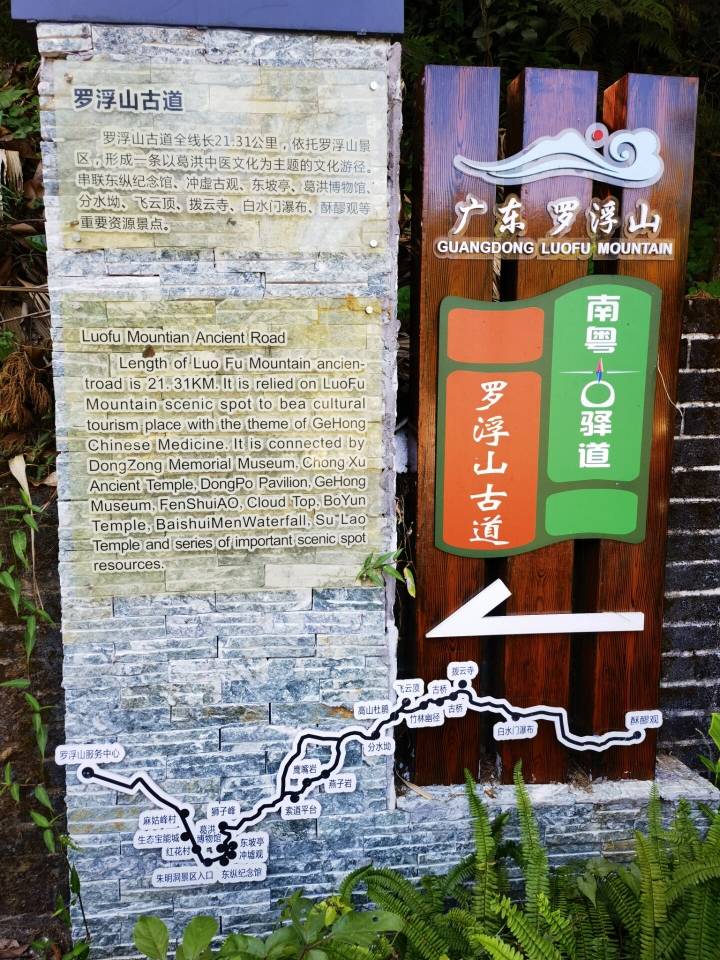 罗浮山古道
罗浮山古道全线长21.31公里，依托罗浮山景
区，形成一条以葛洪中医文化为主题的文化游径。
串联东纵纪念馆、冲虚古观、东坡亭、葛洪博物馆、
分水坳、飞云顶、拨云寺、白水门瀑布、酥醪观等
重要资源景点。
Luofu Mountian Ancient Road
Length of Luo Fu Mountain ancien-
troad is 21.31KM. It is relied on LuoFu
Mountain scenic spot to bea cultural
tourism place with the theme of GeHong
Chinese Medicine. It is connected by
DongZong Memorial Museum, Chong Xu
Ancient Temple, DongPo Pavilion, GeHong
Museum, FenShuiAO, Cloud Top, BoYun
Temple, BaishuiMenWaterfall, Su Lao
Temple and series of important scenic spot
resources.
广东 罗浮山
GUANGDONG LUOFU MOUNTAIN
南粤
驿道
罗浮山古道
拨云寺
飞云顶
古桥
高山杜鹃
竹林幽径
古桥
酥醪观
白水门瀑布
分水坳
罗浮山服务中心
鹰嘴岩
燕子岩
索道平台
麻姑峰村
狮子峰
生态宝能城
葛洪
博物馆
东坡亭
红花村
冲墟观
朱明洞景区入口
东纵纪念馆